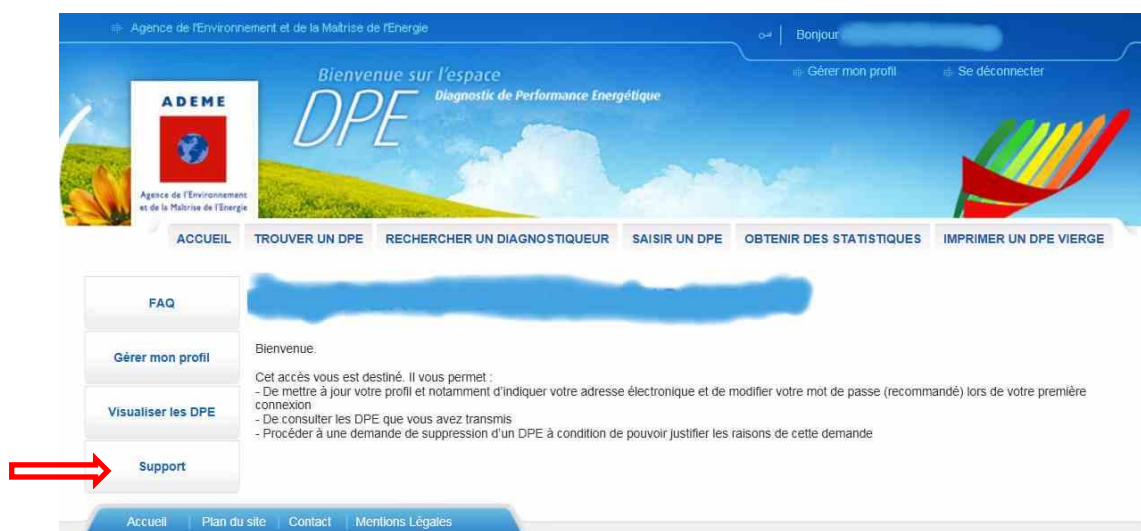 Agence de l'Environnement et de la Maîtrise de l'Energie
Bonjour
Gérer mon profil
Se déconnecter
Bienvenue sur l'espace
DPE
Diagnostic de Performance Energétique
ADEME
Agence de l'Environnement
et de la Maîtrise de l'Energie
ACCUEIL TROUVER UN DPE RECHERCHER UN DIAGNOSTIQUEUR SAISIR UN DPE OBTENIR DES STATISTIQUES IMPRIMER UN DPE VIERGE
FAQ
Gérer mon profil
Visualiser les DPE
Support
Bienvenue.
Cet accès vous est destiné. Il vous permet :
- De mettre à jour votre profil et notamment d'indiquer votre adresse électronique et de modifier votre mot de passe (recommandé) lors de votre première
connexion
- De consulter les DPE que vous avez transmis
- Procéder à une demande de suppression d'un DPE à condition de pouvoir justifier les raisons de cette demande
Accueil Plan du site Contact Mentions Légales